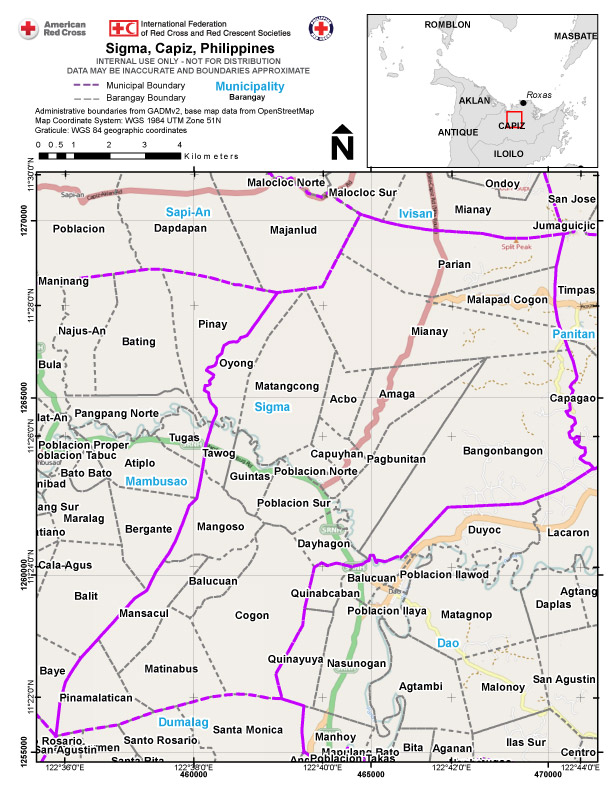 American Red Cross
International Federation
of Red Cross and Red Crescent Societies
Sigma, Capiz, Philippines
INTERNAL USE ONLY - NOT FOR DISTRIBUTION
DATA MAY BE INACCURATE AND BOUNDARIES APPROXIMATE
Municipal Boundary
Municipality
Barangay Boundary
Barangay
Administrative boundaries from GADMv2, base map data from OpenStreetMap
Map Coordinate System: WGS 1984 UTM Zone 51N
Graticule: WGS 84 geographic coordinates
0 0.5 1 2 3 4
Kilometers
N
ROMBLON
MASBATE
Roxas
AKLAN
CAPIZ
ANTIQUE
ILOILO
11°30'0"N
Malocloc Norte
Malocloc Sur
Ondoy
San Jose
Sapi-an
Sapi-An
Ivisan
Mianay
1270000
Poblacion
Dapdapan
Majanlud
Jumaguicjic
Split Peak
Parian
Maninang
Timpas
Malapad Cogon
11°28'0"N
Pinay
Najus-An
Bating
Mianay
Panitan
Bula
Oyong
Matangcong
Amaga
1265000
Acbo
Capagao
lat-An
Pangpang Norte
Sigma
11°26'0"N
Tugas
Poblacion Proper
Poblacion Tabuc
Tawog
Capuyhan
Pagbunitan
Bangonbangon
Atiplo
Bato Bato
Guintas
Poblacion Norte
nibad
Mambusao
Poblacion Sur
ang Sur
Maralag
Mangoso
Duyoc
tiano
Bergante
Lacaron
Dayhagon
11°24'0"N
1260000
Cala-Agus
Balucuan
Balucuan
Poblacion Ilawod
Balit
Quinabcaban
Agtang
Dao
Daplas
Mansacul
Cogon
Poblacion Ilaya
Matagnop
Dao
Baye
Matinabus
Quinayuya
Nasunogan
San Agustin
Pinamalatican
Agtambi
Malonoy
11°22'0"N
Dumalag
Rosario
Santo Rosario
Santa Monica
Manhoy
Ilas Sur
San Agustin
men
Bita
Aganan
Centro
1255000
Santa Rita
Poblacion Takas
122°36'0"E
122°38'0"E
122°40'0"E
122°42'0"E
122°44'0"E
460000
465000
470000